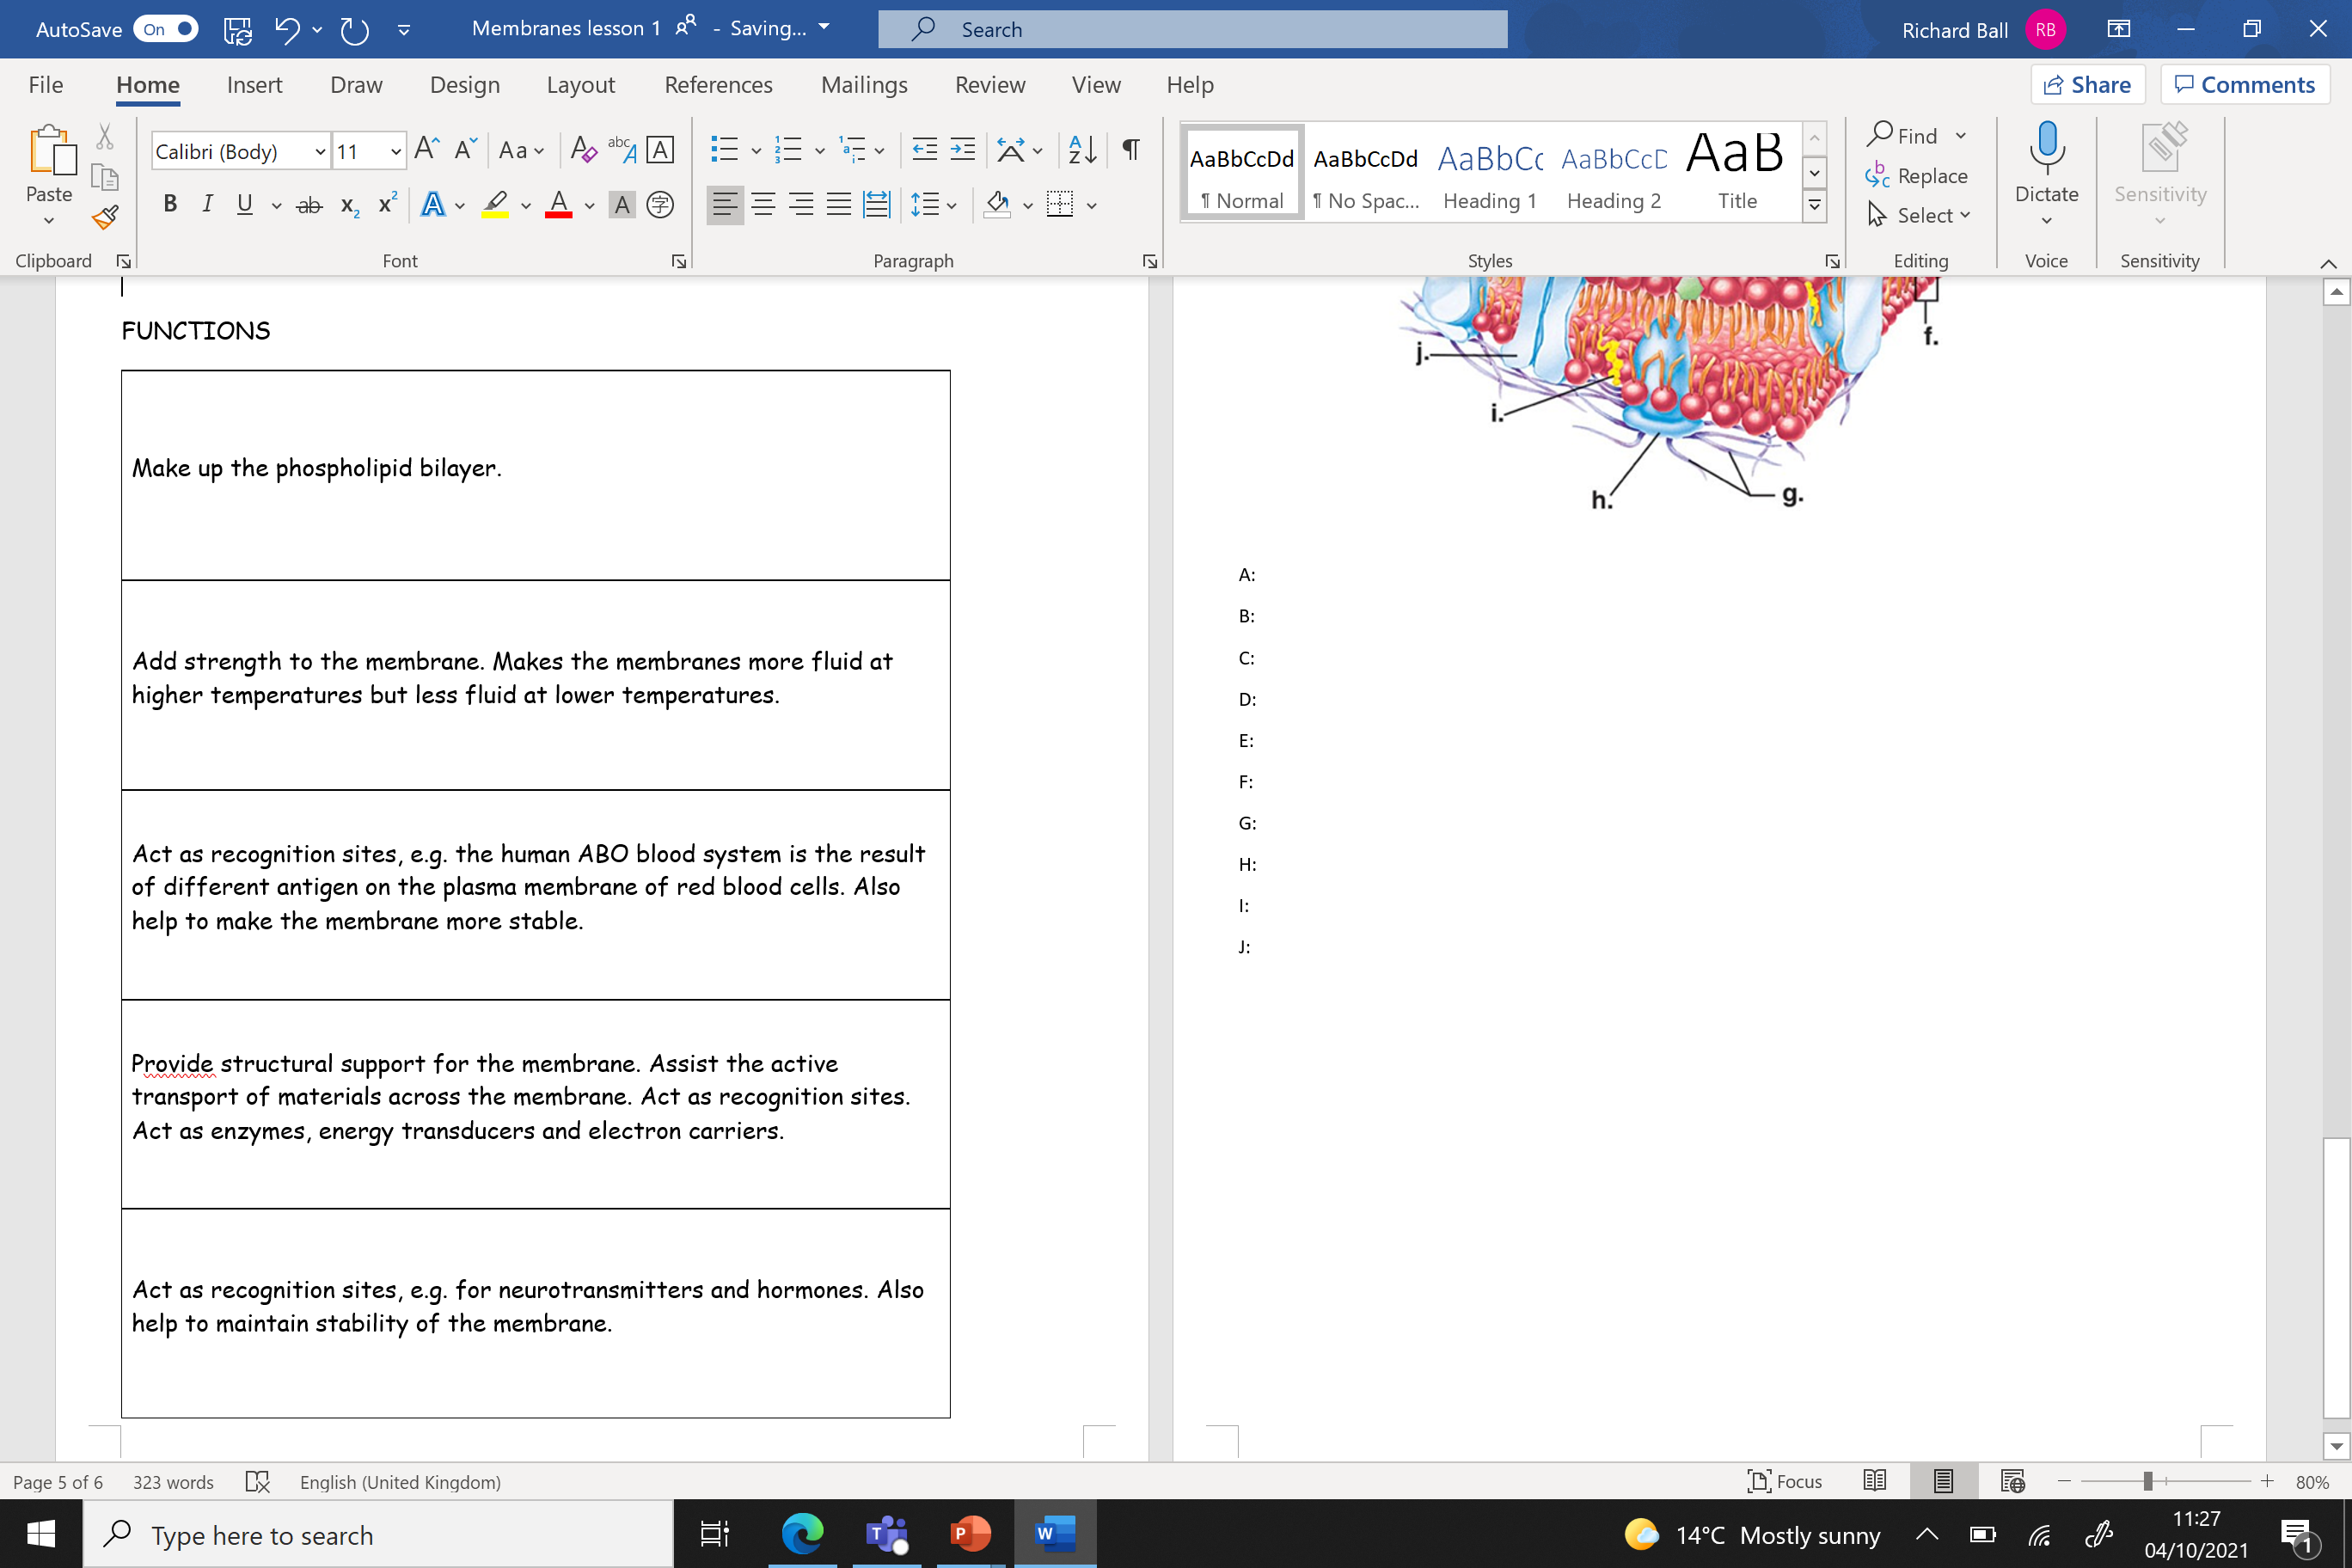 AutoSave On Membranes lesson 1 - Saving... Search Richard Ball RB
File Home Insert Draw Design Layout References Mailings Review View Help Share Comments
Paste
Clipboard
Calibri (Body) 11
Font
Paragraph
AaBbCcDd AaBbCcDd AaBbCc AaBbCcD AaB
¶ Normal ¶ No Spac... Heading 1 Heading 2 Title
Styles
Find
Replace
Select
Editing
Dictate
Voice
Sensitivity
Sensitivity
FUNCTIONS
Make up the phospholipid bilayer.
Add strength to the membrane. Makes the membranes more fluid at
higher temperatures but less fluid at lower temperatures.
Act as recognition sites, e.g. the human ABO blood system is the result
of different antigen on the plasma membrane of red blood cells. Also
help to make the membrane more stable.
Provide structural support for the membrane. Assist the active
transport of materials across the membrane. Act as recognition sites.
Act as enzymes, energy transducers and electron carriers.
Act as recognition sites, e.g. for neurotransmitters and hormones. Also
help to maintain stability of the membrane.
f.
j.
i.
h.
g.
A:
B:
C:
D:
E:
F:
G:
H:
I:
J:
Page 5 of 6 323 words English (United Kingdom) Focus 80%
Type here to search
14°C Mostly sunny
11:27
04/10/2021
1